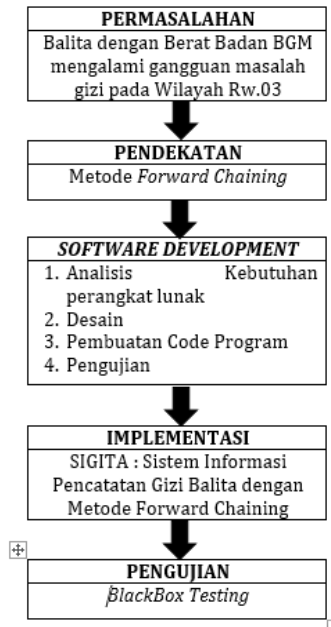 PERMASALAHAN
Balita dengan Berat Badan BGM
mengalami gangguan masalah
gizi pada Wilayah Rw.03
PENDEKATAN
Metode Forward Chaining
SOFTWARE DEVELOPMENT
1. Analisis Kebutuhan
perangkat lunak
2. Desain
3. Pembuatan Code Program
4. Pengujian
IMPLEMENTASI
SIGITA : Sistem Informasi
Pencatatan Gizi Balita dengan
Metode Forward Chaining
PENGUJIAN
BlackBox Testing